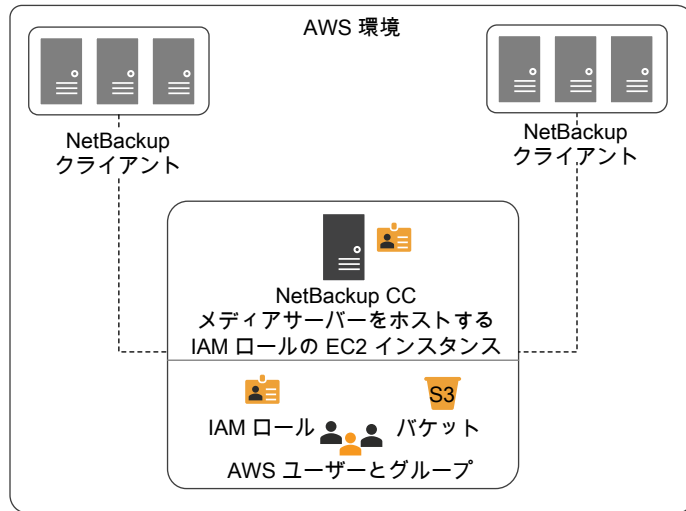 AWS 環境
NetBackup
クライアント
NetBackup
クライアント
NetBackup CC
メディアサーバーをホストする
IAM ロールの EC2 インスタンス
S3
IAM ロール
バケット
AWS ユーザーとグループ